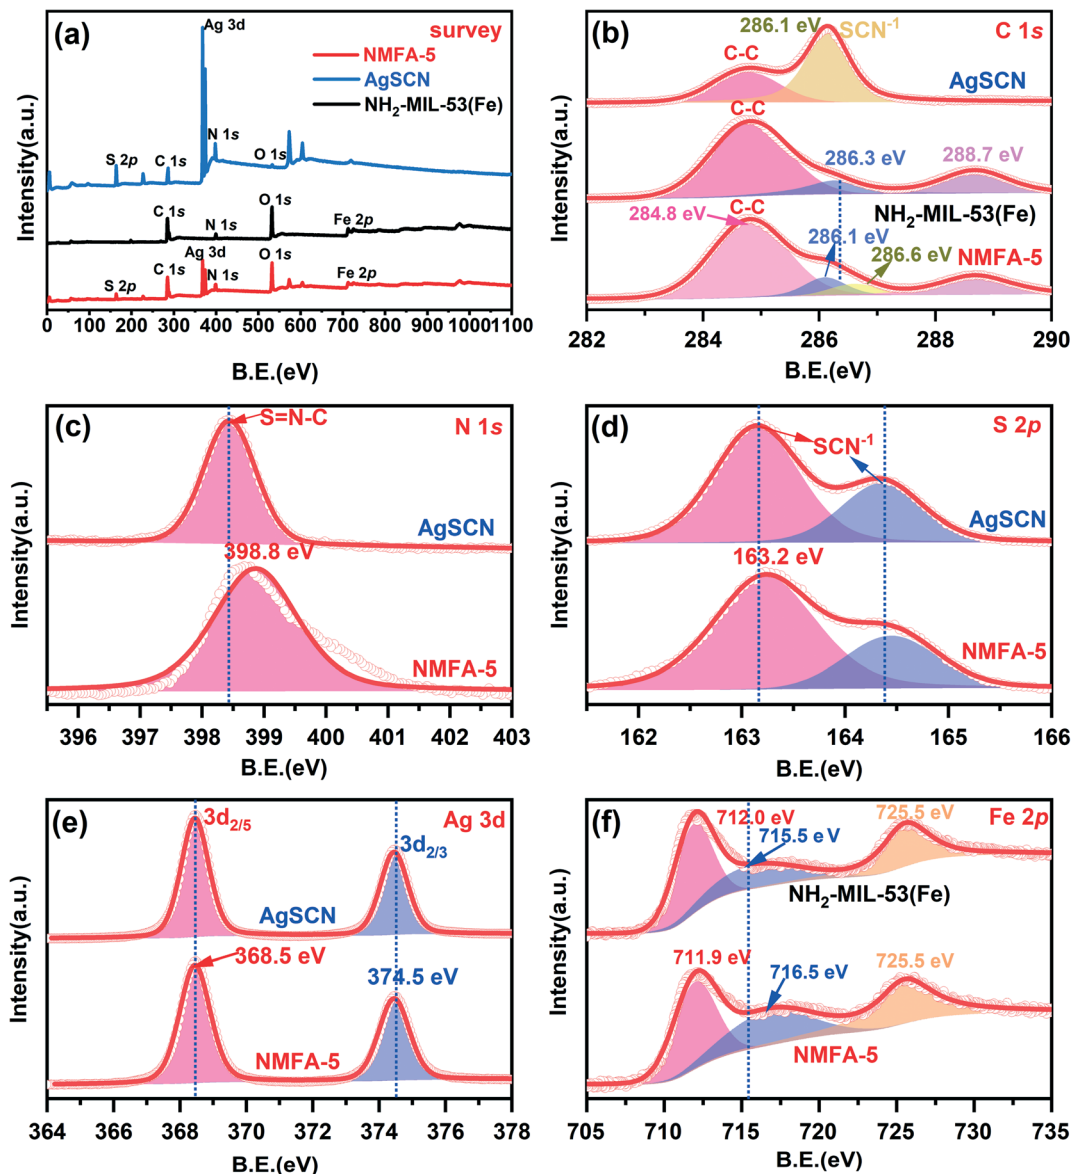 (a)
Ag 3d
survey
NMFA-5
AgSCN
NH2-MIL-53(Fe)
S 2p
C 1s
N 1s
O 1s
C 1s
N 1s
O 1s
Fe 2p
Ag 3d
S 2p
C 1s
N 1s
O 1s
Fe 2p
Intensity(a.u.)
0 100 200 300 400 500 600 700 800 900 1000 1100
B.E.(eV)
(b)
286.1 eV
SCN-1
C 1s
C-C
AgSCN
C-C
286.3 eV
288.7 eV
C-C
NH2-MIL-53(Fe)
284.8 eV
286.1 eV
286.6 eV
NMFA-5
Intensity(a.u.)
282 284 286 288 290
B.E.(eV)
(c)
S=N-C
N 1s
AgSCN
398.8 eV
NMFA-5
Intensity(a.u.)
396 397 398 399 400 401 402 403
B.E.(eV)
(d)
S 2p
SCN-1
AgSCN
163.2 eV
NMFA-5
Intensity(a.u.)
162 163 164 165 166
B.E.(eV)
(e)
3d2/5
Ag 3d
3d2/3
AgSCN
368.5 eV
374.5 eV
NMFA-5
Intensity(a.u.)
364 366 368 370 372 374 376 378
B.E.(eV)
(f)
712.0 eV
725.5 eV
Fe 2p
715.5 eV
NH2-MIL-53(Fe)
711.9 eV
725.5 eV
716.5 eV
NMFA-5
Intensity(a.u.)
705 710 715 720 725 730 735
B.E.(eV)